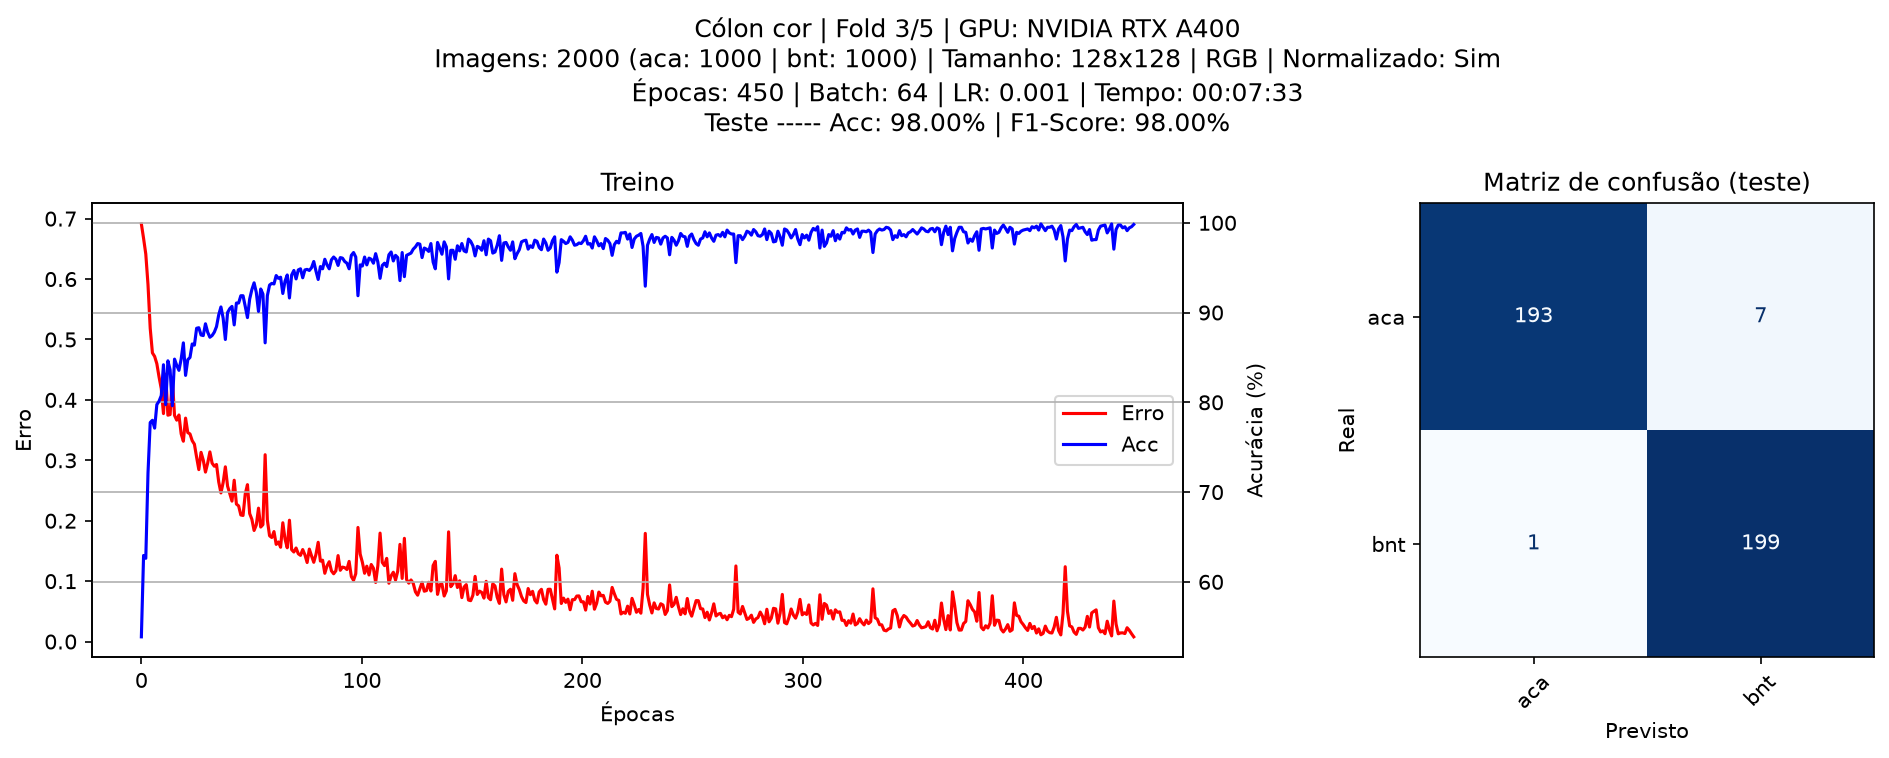 Cólon cor | Fold 3/5 | GPU: NVIDIA RTX A400
Imagens: 2000 (aca: 1000 | bnt: 1000) | Tamanho: 128x128 | RGB | Normalizado: Sim
Épocas: 450 | Batch: 64 | LR: 0.001 | Tempo: 00:07:33
Teste ----- Acc: 98.00% | F1-Score: 98.00%
Treino
0.7
0.6
0.5
0.4
0.3
0.2
0.1
0.0
Erro
0
100
200
300
400
Épocas
100
90
80
70
60
Acurácia (%)
Erro
Acc
Matriz de confusão (teste)
aca
bnt
Real
193
7
1
199
aca
bnt
Previsto